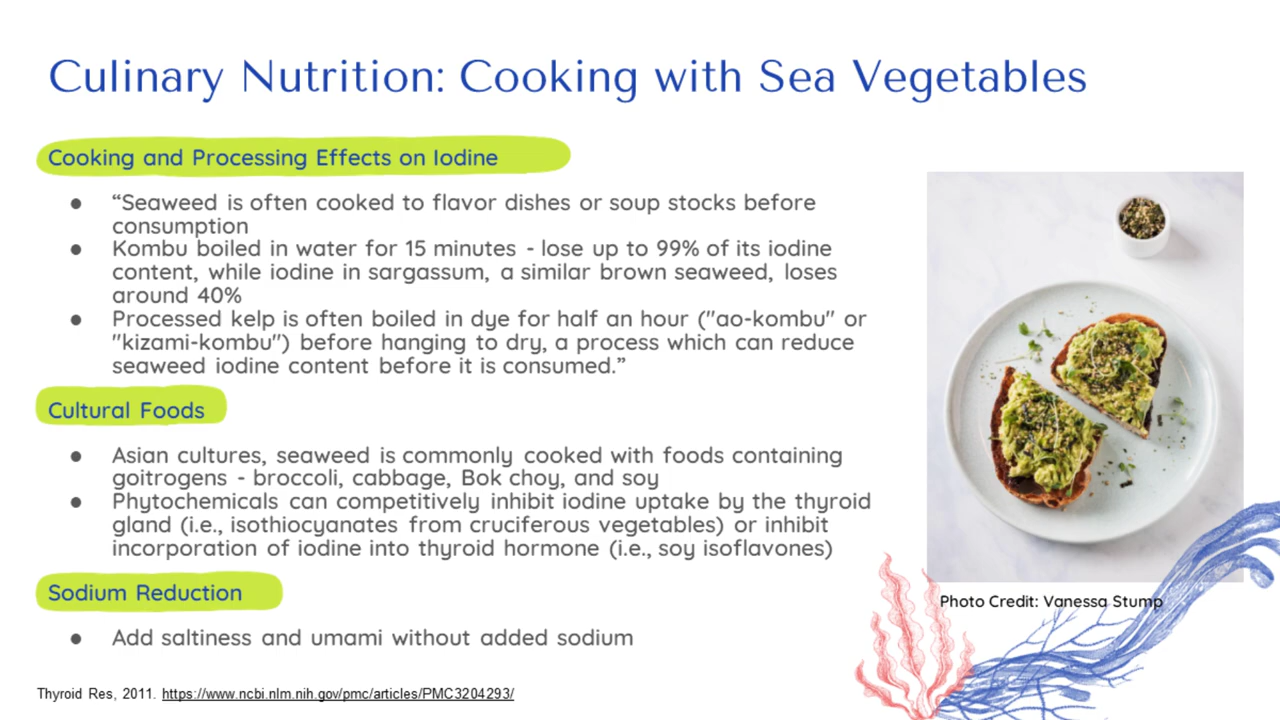 Culinary Nutrition: Cooking with Sea Vegetables
Cooking and Processing Effects on Iodine
● “Seaweed is often cooked to flavor dishes or soup stocks before
consumption
● Kombu boiled in water for 15 minutes - lose up to 99% of its iodine
content, while iodine in sargassum, a similar brown seaweed, loses
around 40%
● Processed kelp is often boiled in dye for half an hour ("ao-kombu" or
"kizami-kombu") before hanging to dry, a process which can reduce
seaweed iodine content before it is consumed.”
Cultural Foods
● Asian cultures, seaweed is commonly cooked with foods containing
goitrogens - broccoli, cabbage, Bok choy, and soy
● Phytochemicals can competitively inhibit iodine uptake by the thyroid
gland (i.e., isothiocyanates from cruciferous vegetables) or inhibit
incorporation of iodine into thyroid hormone (i.e., soy isoflavones)
Sodium Reduction
● Add saltiness and umami without added sodium
Photo Credit: Vanessa Stump
Thyroid Res, 2011. https://www.ncbi.nlm.nih.gov/pmc/articles/PMC3204293/